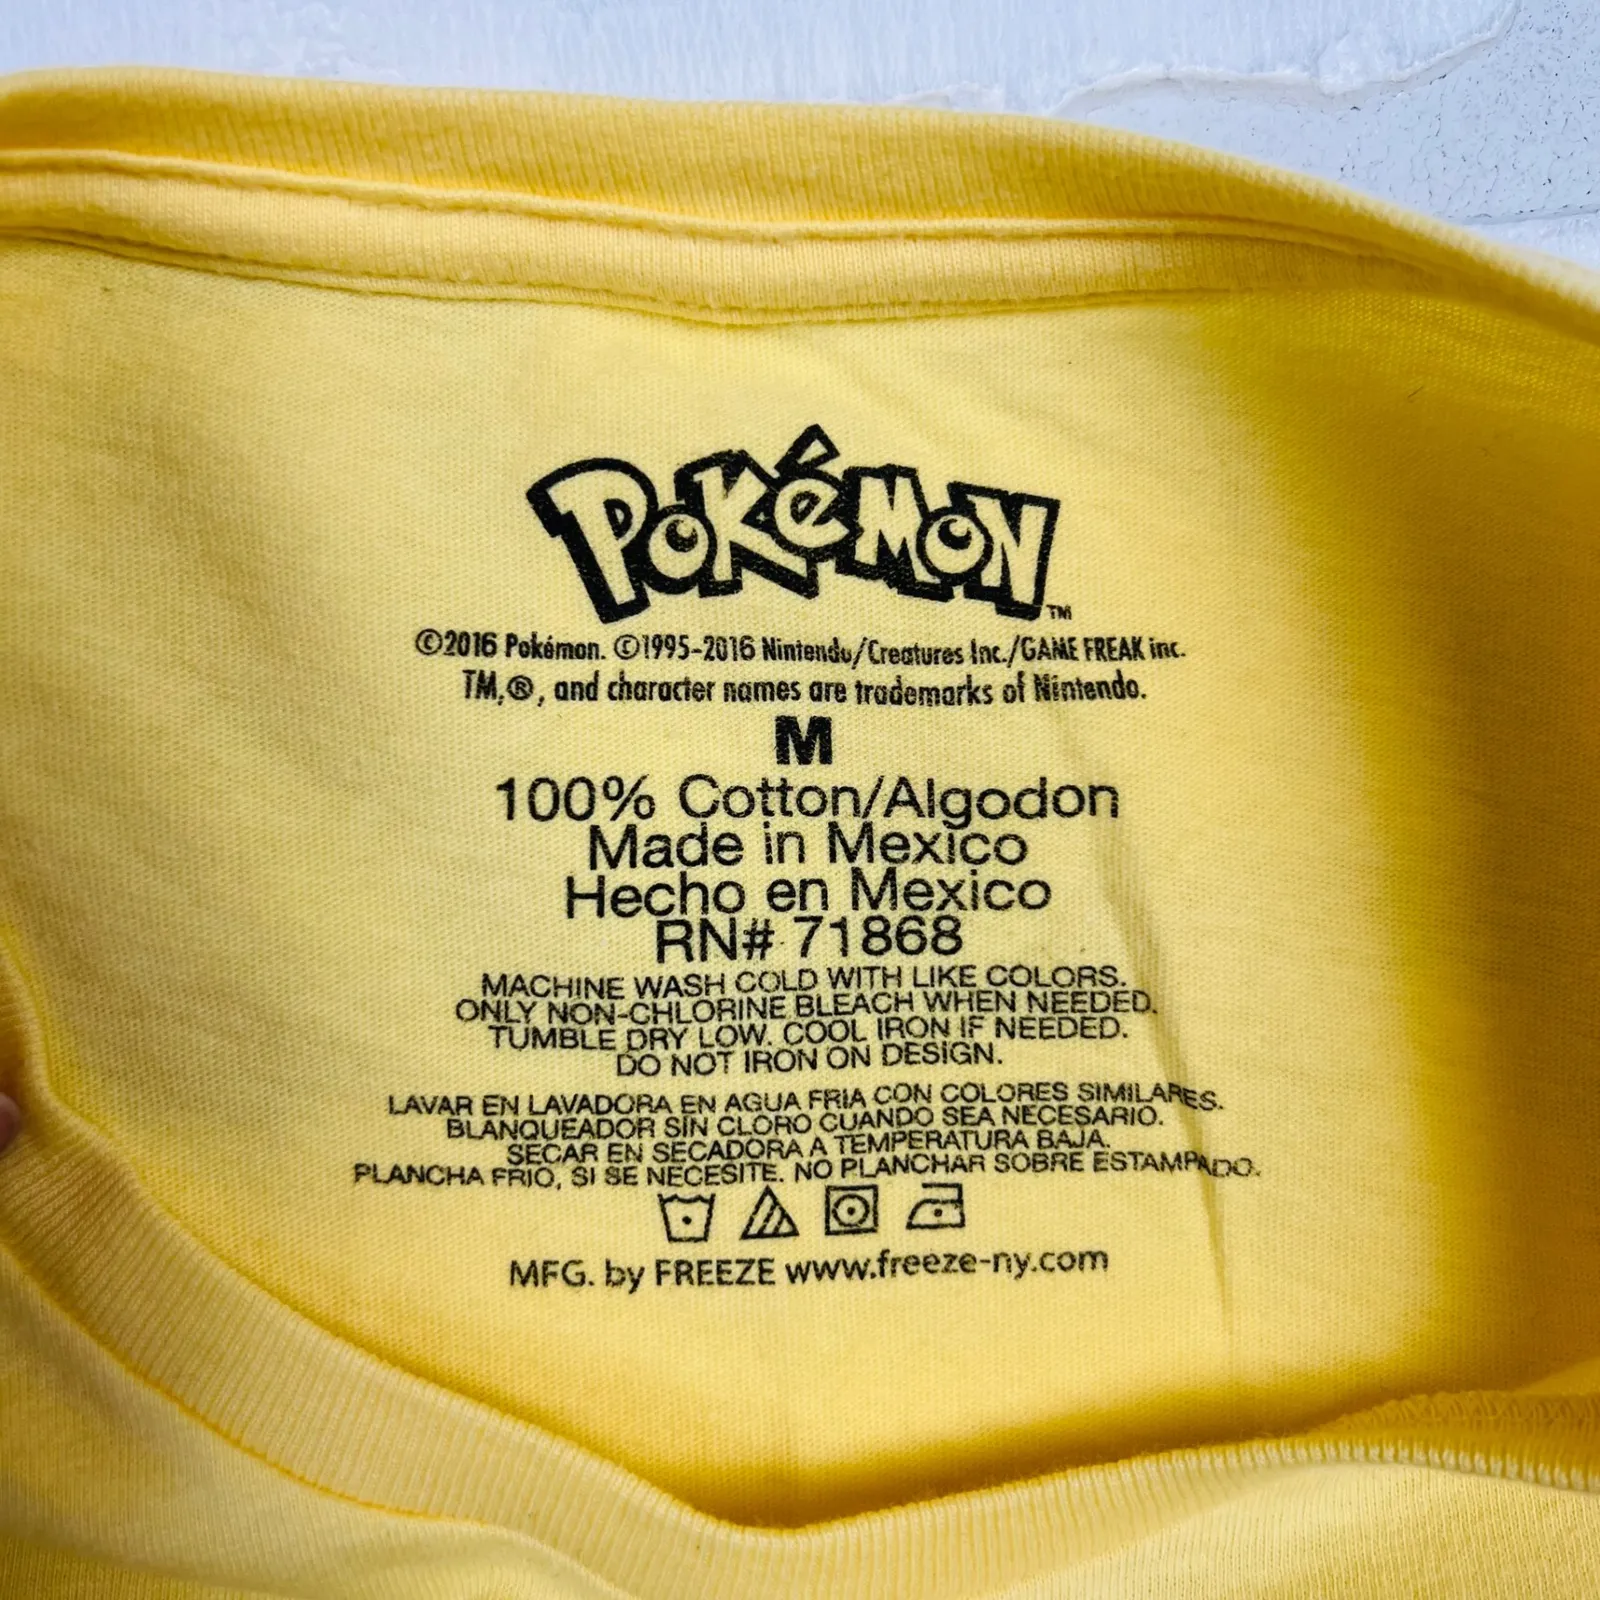 POKéMON TM
©2016 Pokémon. ©1995-2016 Nintendo/Creatures Inc./GAME FREAK inc.
TM,®, and character names are trademarks of Nintendo.
M
100% Cotton/Algodon
Made in Mexico
Hecho en Mexico
RN# 71868
MACHINE WASH COLD WITH LIKE COLORS.
ONLY NON-CHLORINE BLEACH WHEN NEEDED.
TUMBLE DRY LOW. COOL IRON IF NEEDED.
DO NOT IRON ON DESIGN.
LAVAR EN LAVADORA EN AGUA FRIA CON COLORES SIMILARES.
BLANQUEADOR SIN CLORO CUANDO SEA NECESARIO.
SECAR EN SECADORA A TEMPERATURA BAJA.
PLANCHA FRIO, SI SE NECESITE. NO PLANCHAR SOBRE ESTAMPADO.
MFG. by FREEZE www.freeze-ny.com